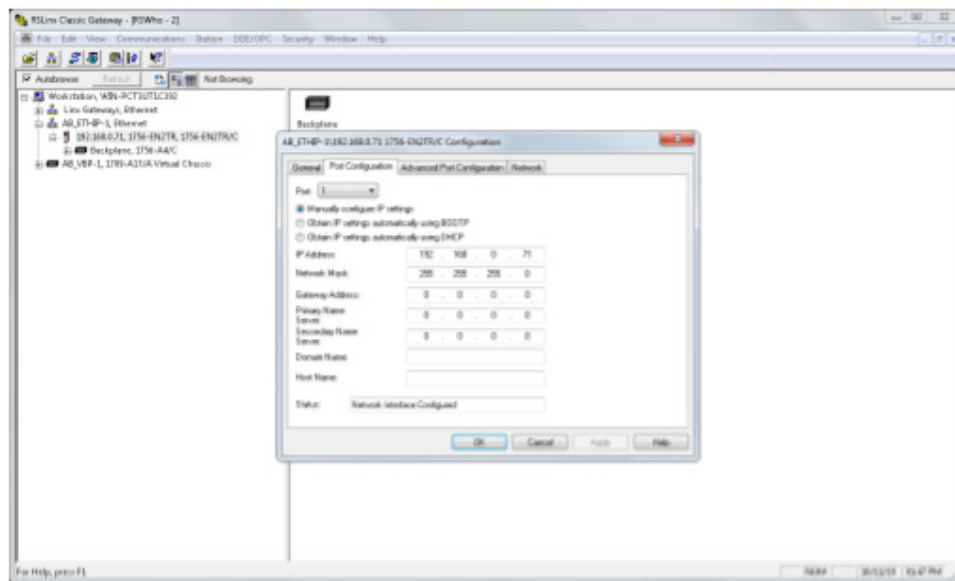 RSLinx Classic Gateway - [RSWho - 2]
File Edit View Communications Station DDE/OPC Security Window Help
Autobrowse Refresh Not Browsing
Workstation, WIN-PCT3UTLC392
Linx Gateways, Ethernet
AB_ETHIP-1, Ethernet
192.168.0.71, 1756-EN2TR, 1756-EN2TR/C
Backplane, 1756-A4/C
AB_VBP-1, 1789-A17/A Virtual Chassis
Backplane
AB_ETHIP-1\192.168.0.71 1756-EN2TR/C Configuration
General Port Configuration Advanced Port Configuration Network
Port: 1
Manually configure IP settings
Obtain IP settings automatically using BOOTP
Obtain IP settings automatically using DHCP
IP Address: 192 . 168 . 0 . 71
Network Mask: 255 . 255 . 255 . 0
Gateway Address: 0 . 0 . 0 . 0
Primary Name
Server: 0 . 0 . 0 . 0
Secondary Name
Server: 0 . 0 . 0 . 0
Domain Name:
Host Name:
Status: Network Interface Configured
OK Cancel Apply Help
For Help, press F1
NUM